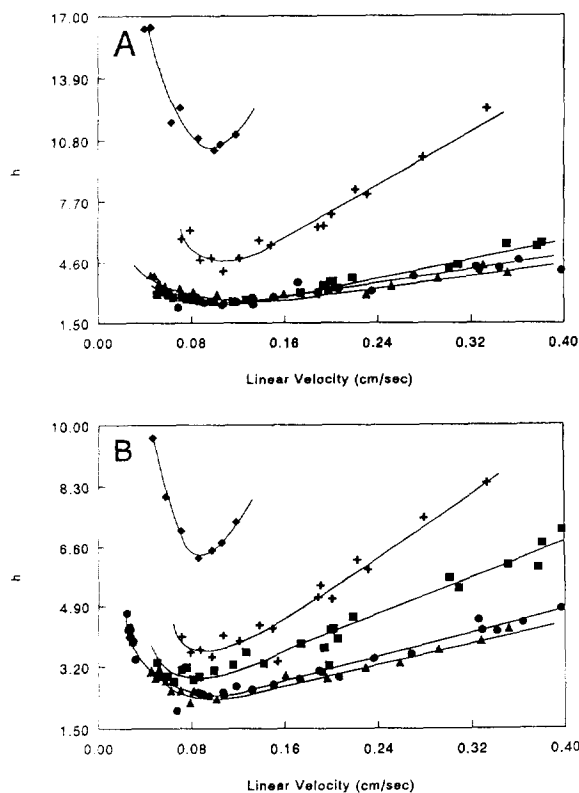 A
17.00
13.90
10.80
7.70
4.60
1.50
h
0.00 0.08 0.16 0.24 0.32 0.40
Linear Velocity (cm/sec)
B
10.00
8.30
6.60
4.90
3.20
1.50
h
0.00 0.08 0.16 0.24 0.32 0.40
Linear Velocity (cm/sec)